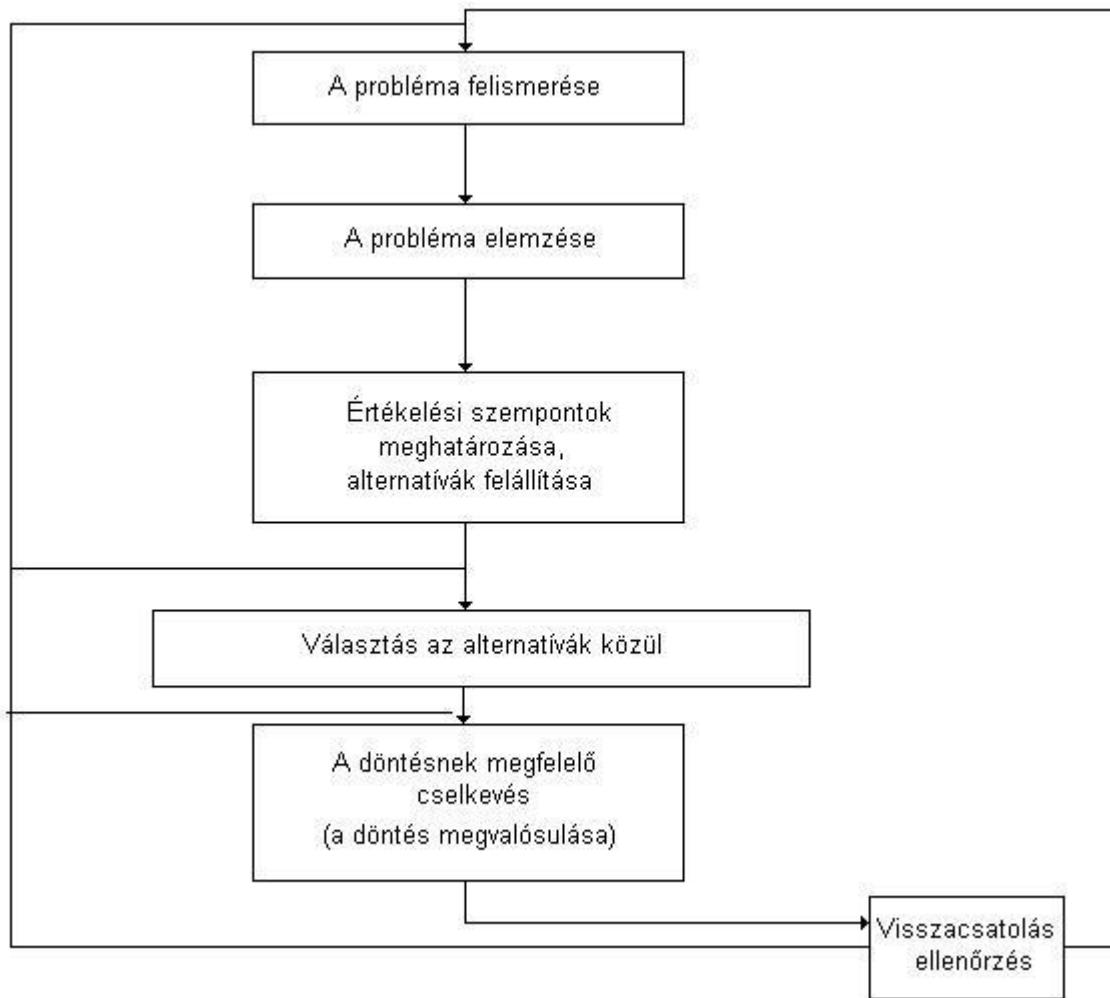 A probléma felismerése
A probléma elemzése
Értékelési szempontok
meghatározása,
alternatívák felállítása
Választás az alternatívák közül
A döntésnek megfelelő
cselkevés
(a döntés megvalósulása)
Visszacsatolás
ellenőrzés